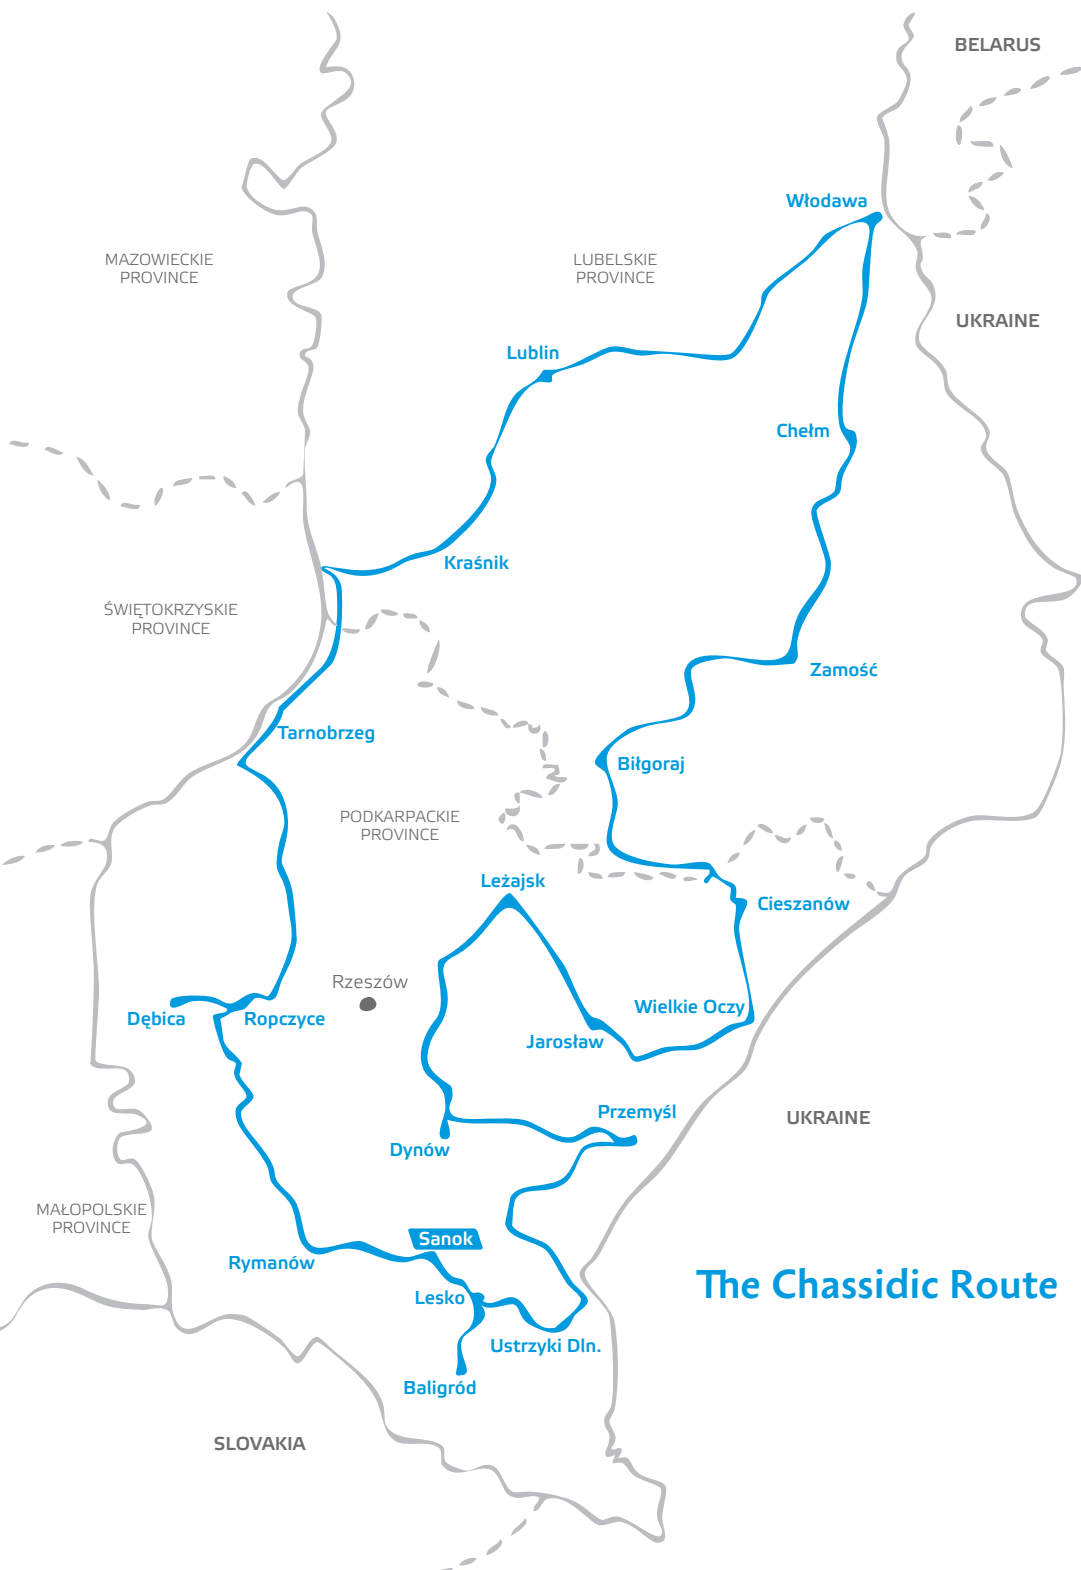 BELARUS
Włodawa
MAZOWIECKIE
PROVINCE
LUBELSKIE
PROVINCE
UKRAINE
Lublin
Chełm
Kraśnik
ŚWIĘTOKRZYSKIE
PROVINCE
Zamość
Tarnobrzeg
Biłgoraj
PODKARPACKIE
PROVINCE
Leżajsk
Cieszanów
Rzeszów
Wielkie Oczy
Dębica
Ropczyce
Jarosław
Przemyśl
UKRAINE
Dynów
MAŁOPOLSKIE
PROVINCE
Sanok
Rymanów
The Chassidic Route
Lesko
Ustrzyki Dln.
Baligród
SLOVAKIA